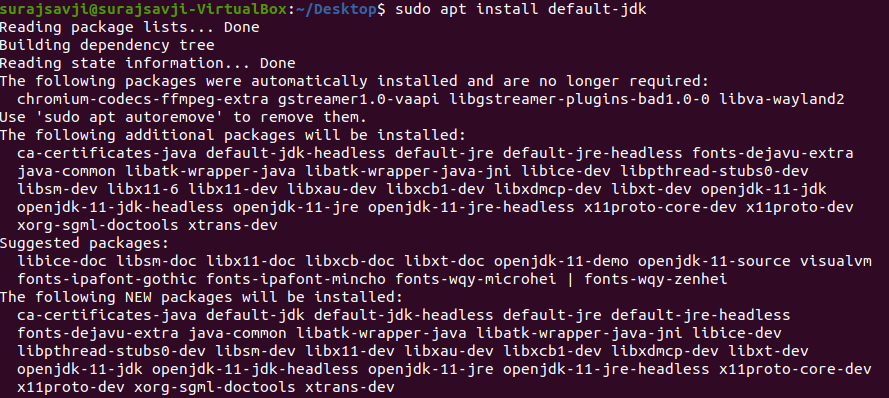 surajsavji@surajsavji-VirtualBox:~/Desktop$ sudo apt install default-jdk
Reading package lists... Done
Building dependency tree
Reading state information... Done
The following packages were automatically installed and are no longer required:
  chromium-codecs-ffmpeg-extra gstreamer1.0-vaapi libgstreamer-plugins-bad1.0-0 libva-wayland2
Use 'sudo apt autoremove' to remove them.
The following additional packages will be installed:
  ca-certificates-java default-jdk-headless default-jre default-jre-headless fonts-dejavu-extra
  java-common libatk-wrapper-java libatk-wrapper-java-jni libice-dev libpthread-stubs0-dev
  libsm-dev libx11-6 libx11-dev libxau-dev libxcb1-dev libxdmcp-dev libxt-dev openjdk-11-jdk
  openjdk-11-jdk-headless openjdk-11-jre openjdk-11-jre-headless x11proto-core-dev x11proto-dev
  xorg-sgml-doctools xtrans-dev
Suggested packages:
  libice-doc libsm-doc libx11-doc libxcb-doc libxt-doc openjdk-11-demo openjdk-11-source visualvm
  fonts-ipafont-gothic fonts-ipafont-mincho fonts-wqy-microhei | fonts-wqy-zenhei
The following NEW packages will be installed:
  ca-certificates-java default-jdk default-jdk-headless default-jre default-jre-headless
  fonts-dejavu-extra java-common libatk-wrapper-java libatk-wrapper-java-jni libice-dev
  libpthread-stubs0-dev libsm-dev libx11-dev libxau-dev libxcb1-dev libxdmcp-dev libxt-dev
  openjdk-11-jdk openjdk-11-jdk-headless openjdk-11-jre openjdk-11-jre-headless x11proto-core-dev
  x11proto-dev xorg-sgml-doctools xtrans-dev